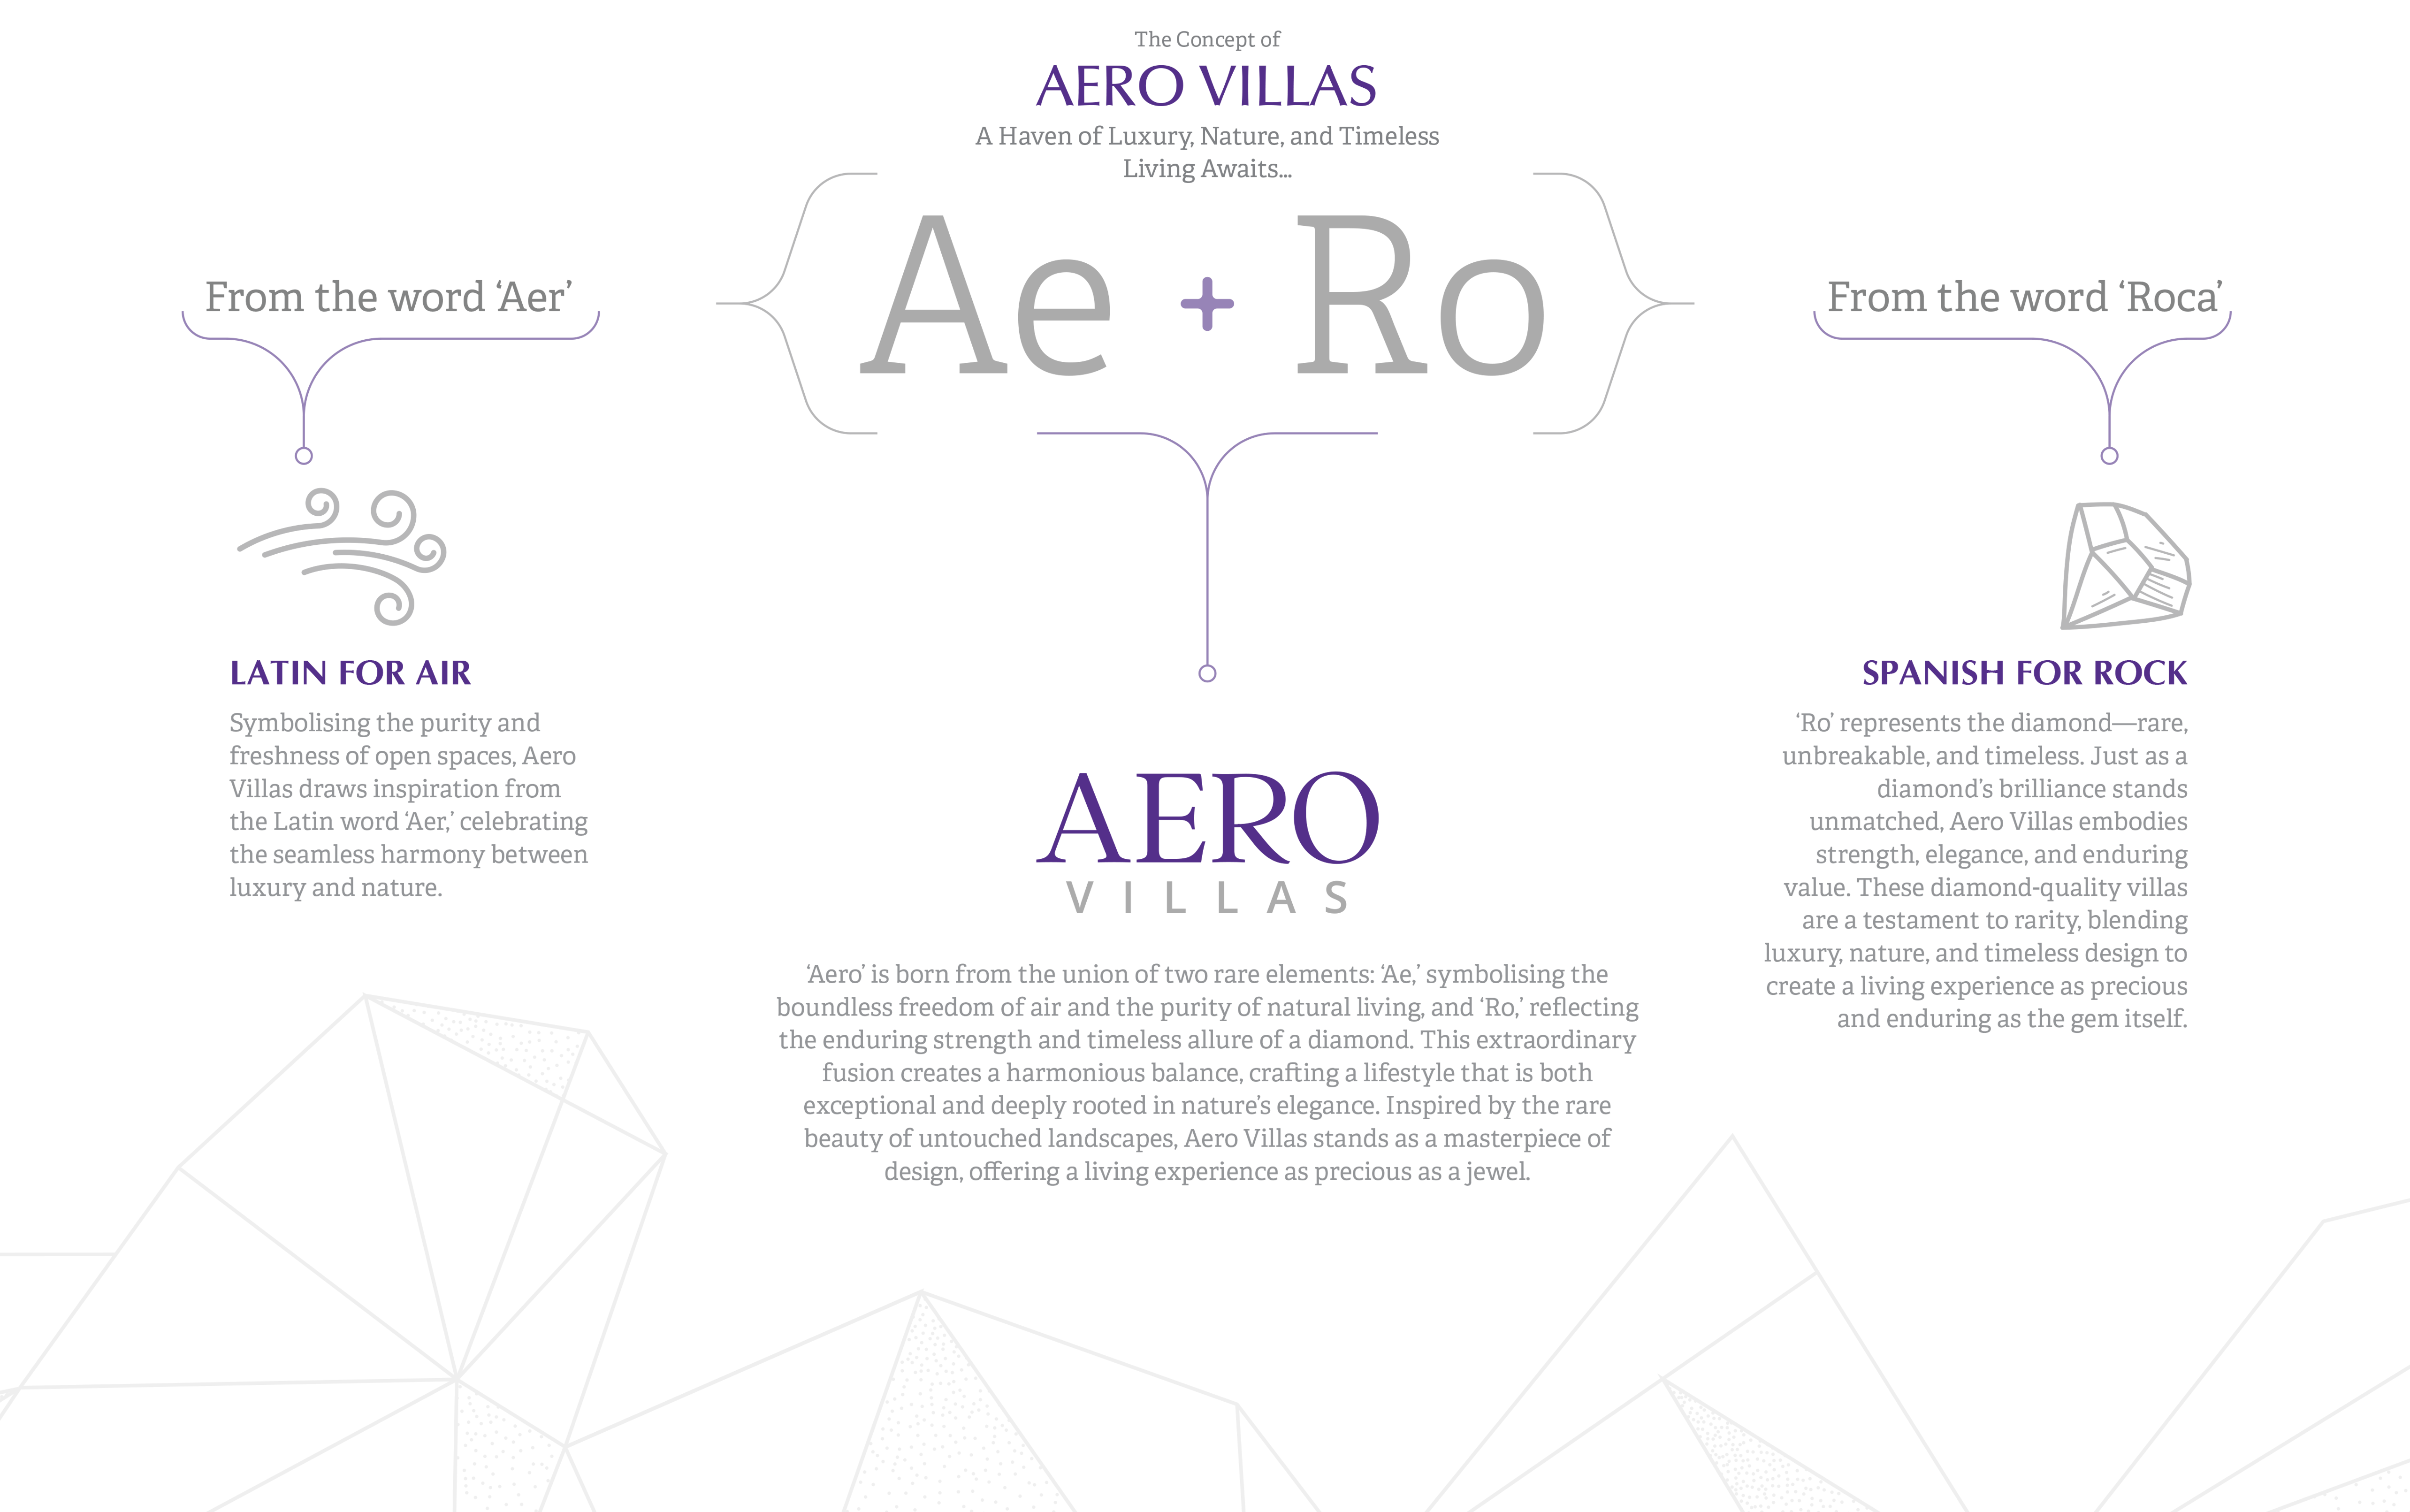 The Concept of
AERO VILLAS
A Haven of Luxury, Nature, and Timeless
Living Awaits...
Ae + Ro
From the word ‘Aer’
LATIN FOR AIR
Symbolising the purity and
freshness of open spaces, Aero
Villas draws inspiration from
the Latin word ‘Aer,’ celebrating
the seamless harmony between
luxury and nature.
From the word ‘Roca’
SPANISH FOR ROCK
‘Ro’ represents the diamond—rare,
unbreakable, and timeless. Just as a
diamond’s brilliance stands
unmatched, Aero Villas embodies
strength, elegance, and enduring
value. These diamond-quality villas
are a testament to rarity, blending
luxury, nature, and timeless design to
create a living experience as precious
and enduring as the gem itself.
AERO
VILLAS
‘Aero’ is born from the union of two rare elements: ‘Ae,’ symbolising the
boundless freedom of air and the purity of natural living, and ‘Ro,’ reflecting
the enduring strength and timeless allure of a diamond. This extraordinary
fusion creates a harmonious balance, crafting a lifestyle that is both
exceptional and deeply rooted in nature’s elegance. Inspired by the rare
beauty of untouched landscapes, Aero Villas stands as a masterpiece of
design, offering a living experience as precious as a jewel.